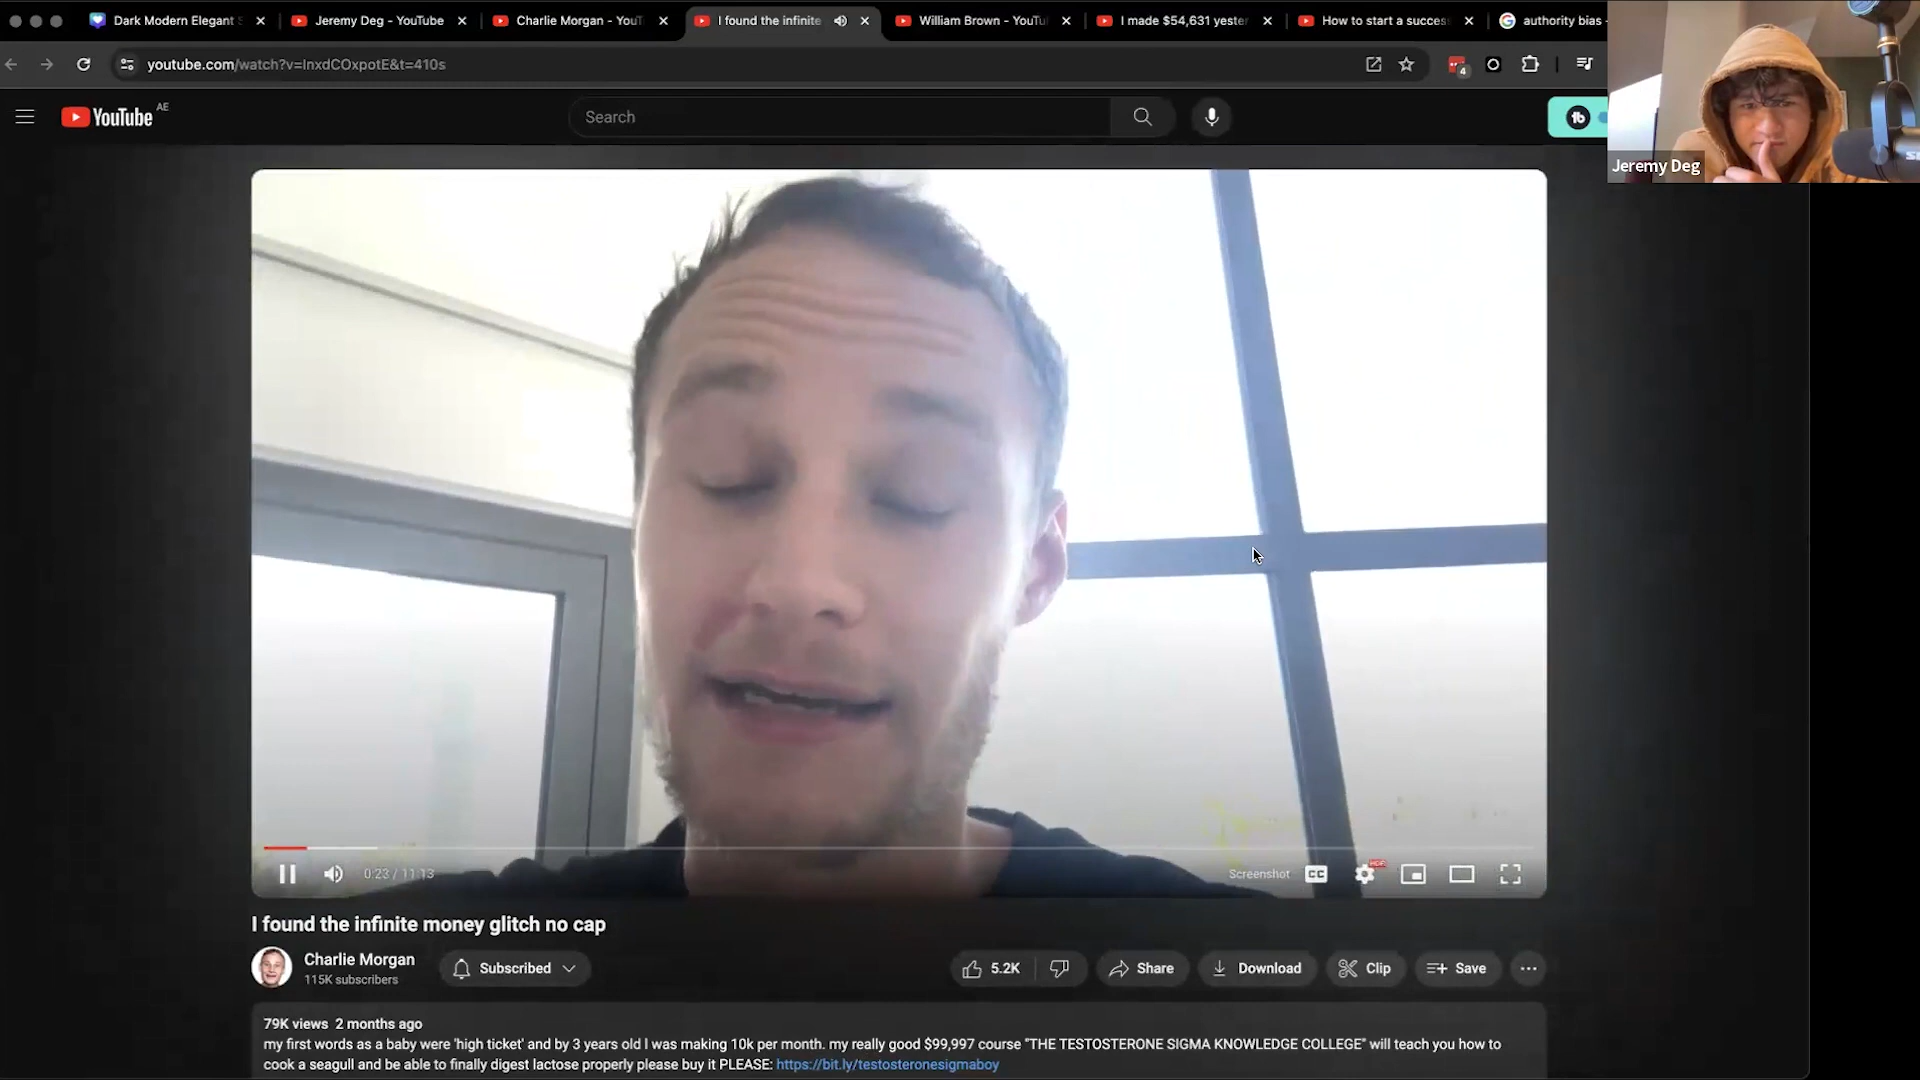 Dark Modern Elegant
Jeremy Deg - YouTube
Charlie Morgan - YouT
I found the infinite
William Brown - YouTu
I made $54,631 yester
How to start a success
authority bias -
youtube.com/watch?v=InxdCOxpotE&t=410s
4
YouTube
AE
Search
tb
Jeremy Deg
0:23 / 11:13
Screenshot
CC
HDR
I found the infinite money glitch no cap
Charlie Morgan
115K subscribers
Subscribed
5.2K
Share
Download
Clip
Save
79K views 2 months ago
my first words as a baby were 'high ticket' and by 3 years old I was making 10k per month. my really good $99,997 course "THE TESTOSTERONE SIGMA KNOWLEDGE COLLEGE" will teach you how to
cook a seagull and be able to finally digest lactose properly please buy it PLEASE: https://bit.ly/testosteronesigmaboy